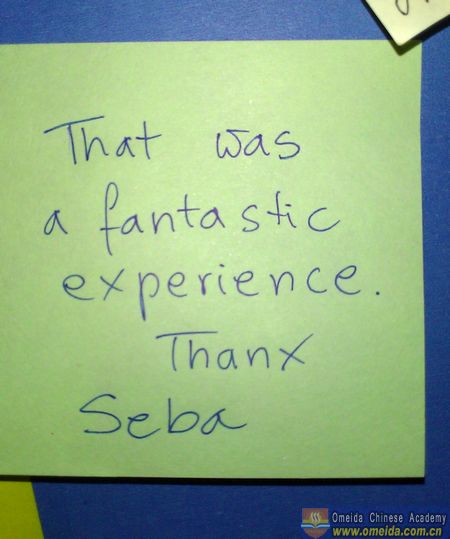 That was
a fantastic
experience.
Thanx
Seba
Omeida Chinese Academy
www.omeida.com.cn